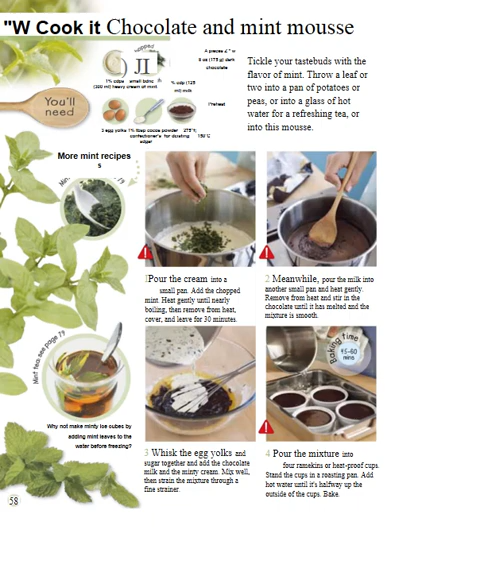 "W Cook it Chocolate and mint mousse
Tickle your tastebuds with the
flavor of mint. Throw a leaf or
two into a pan of potatoes or
peas, or into a glass of hot
water for a refreshing tea, or
into this mousse.
You'll
need
chopped
A pieces
6 oz (175 g) dark
chocolate
(300 ml) heavy cream of mint
½ cup (125
ml) milk
Preheat
3 egg yolks 1½ tbsp cocoa powder 275°f,
confectioner's for dusting 150°C
sugar
More mint recipes
s
Mint tea see page 79
Why not make minty ice cubes by
adding mint leaves to the
water before freezing?
1Pour the cream into a
small pan. Add the chopped
mint. Heat gently until nearly
boiling, then remove from heat,
cover, and leave for 30 minutes.
2 Meanwhile, pour the milk into
another small pan and heat gently.
Remove from heat and stir in the
chocolate until it has melted and the
mixture is smooth.
3 Whisk the egg yolks and
sugar together and add the chocolate
milk and the minty cream. Mix well,
then strain the mixture through a
fine strainer.
Baking time
45-60
mins
4 Pour the mixture into
four ramekins or heat-proof cups.
Stand the cups in a roasting pan. Add
hot water until it's halfway up the
outside of the cups. Bake.
58